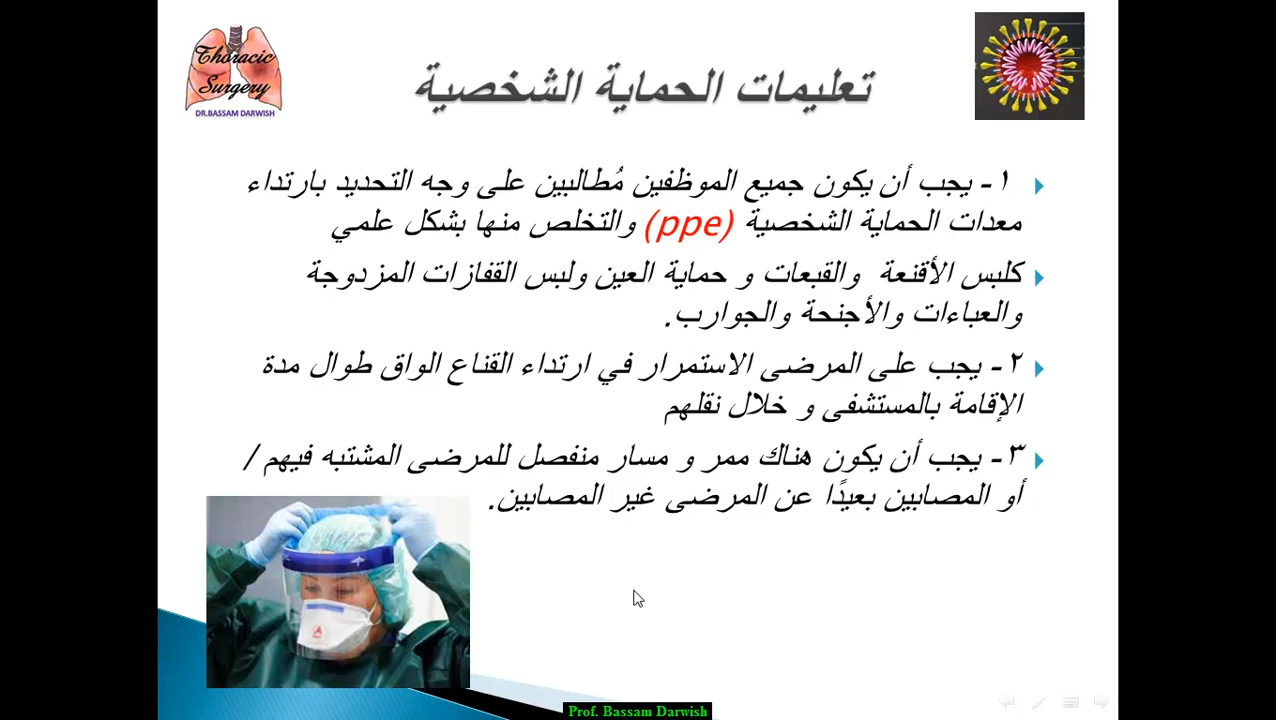 Thoracic
Surgery
DR.BASSAM DARWISH
تعليمات الحماية الشخصية
١- يجب أن يكون جميع الموظفين مُطالبين على وجه التحديد بارتداء
معدات الحماية الشخصية (ppe) والتخلص منها بشكل علمي
كلبس الأقنعة والقبعات و حماية العين ولبس القفازات المزدوجة
والعباءات والأجنحة والجوارب.
٢- يجب على المرضى الاستمرار في ارتداء القناع الواق طوال مدة
الإقامة بالمستشفى و خلال نقلهم
٣- يجب أن يكون هناك ممر و مسار منفصل للمرضى المشتبه فيهم /
أو المصابين بعيدًا عن المرضى غير المصابين.
Prof. Bassam Darwish